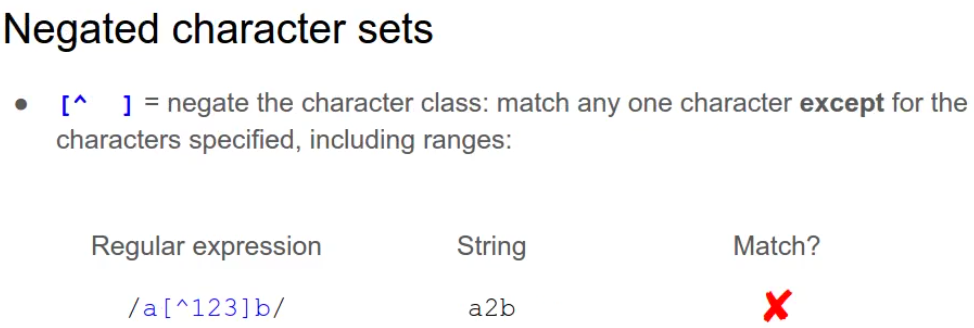 Negated character sets
● [^  ] = negate the character class: match any one character except for the
characters specified, including ranges:
Regular expression String Match?
/a[^123]b/ a2b ✘